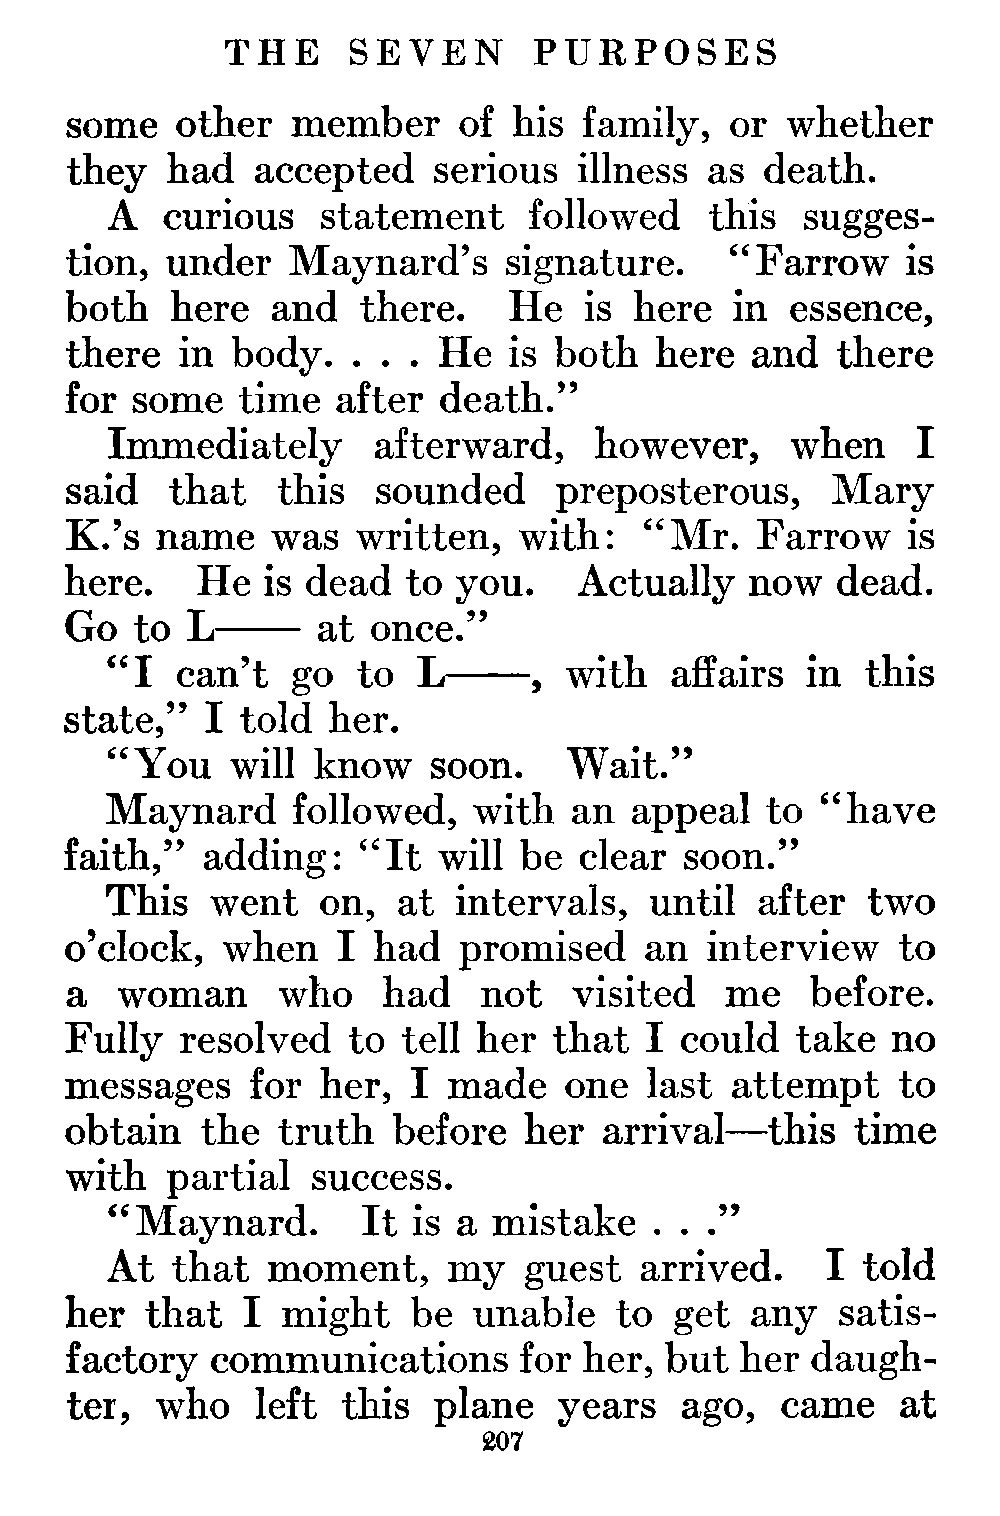 THE SEVEN PURPOSES
some other member of his family, or whether
they had accepted serious illness as death.
A curious statement followed this sugges-
tion, under Maynard's signature. "Farrow is
both here and there. He is here in essence,
there in body. . . . He is both here and there
for some time after death."
Immediately afterward, however, when I
said that this sounded preposterous, Mary
K.'s name was written, with: "Mr. Farrow is
here. He is dead to you. Actually now dead.
Go to L—— at once."
"I can't go to L——, with affairs in this
state," I told her.
"You will know soon. Wait."
Maynard followed, with an appeal to "have
faith," adding: "It will be clear soon."
This went on, at intervals, until after two
o'clock, when I had promised an interview to
a woman who had not visited me before.
Fully resolved to tell her that I could take no
messages for her, I made one last attempt to
obtain the truth before her arrival—this time
with partial success.
"Maynard. It is a mistake . . ."
At that moment, my guest arrived. I told
her that I might be unable to get any satis-
factory communications for her, but her daugh-
ter, who left this plane years ago, came at
207